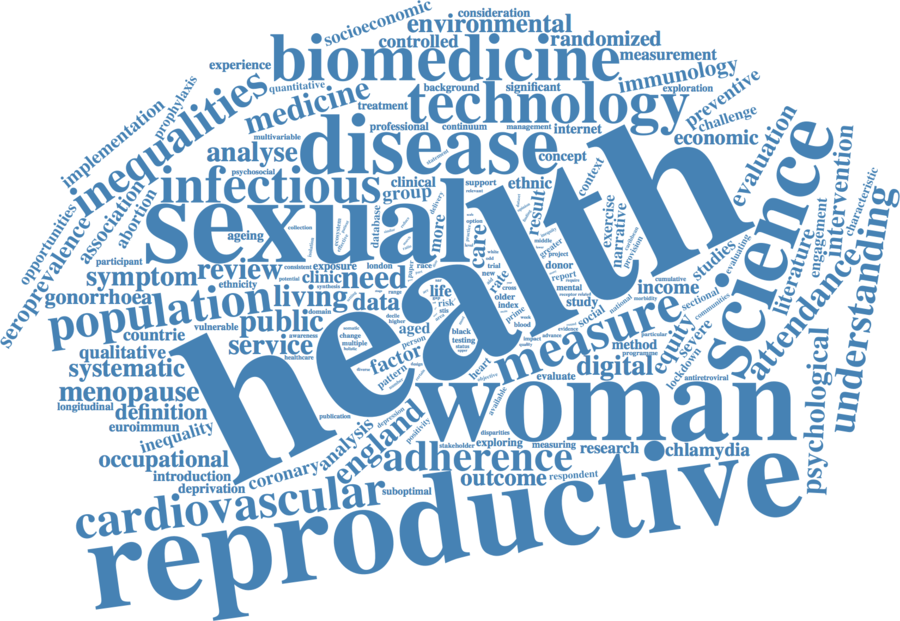 consideration
socioeconomic
environmental
controlled
randomized
biomedicine
measurement
experience
immunology
quantitative
background
significant
exploration
prophylaxis
inequalities
medicine
treatment
technology
preventive
challenge
implementation
multivariable
professional
continuum
management
internet
economic
disease
analyse
concept
context
evaluation
science
intervention
characteristic
psychosocial
infectious
clinical
group
support
ethnic
opportunities
association
abortion
sexual
health
database
more
delivery
care
result
exercise
narrative
provision
literature
engagement
understanding
seroprevalence
ageing
collection
participant
symptom
review
consistent
exposure
london
race
ethnicity
clinic
need
potential
synthesis
middle
greater
project
donor
report
trial
new
rate
mental
studies
evaluating
cumulative
income
attendance
gonorrhoea
population
living
data
domain
life
risk
older
index
cross
study
social
national
morbidity
sectional
communities
vulnerable
public
awareness
countrie
service
healthcare
change
multiple
aged
person
prime
blood
black
testing
status
measure
equity
severe
lockdown
particular
method
programme
qualitative
systematic
factor
pattern
heart
objective
impact
evaluate
digital
antiretroviral
psychological
menopause
longitudinal
definition
euroimmun
inequality
publication
depression
positivity
available
woman
occupational
introduction
deprivation
coronary
analysis
england
disparities
stakeholder
exploring
measuring
research
chlamydia
adherence
outcome
respondent
cardiovascular
suboptimal
reproductive